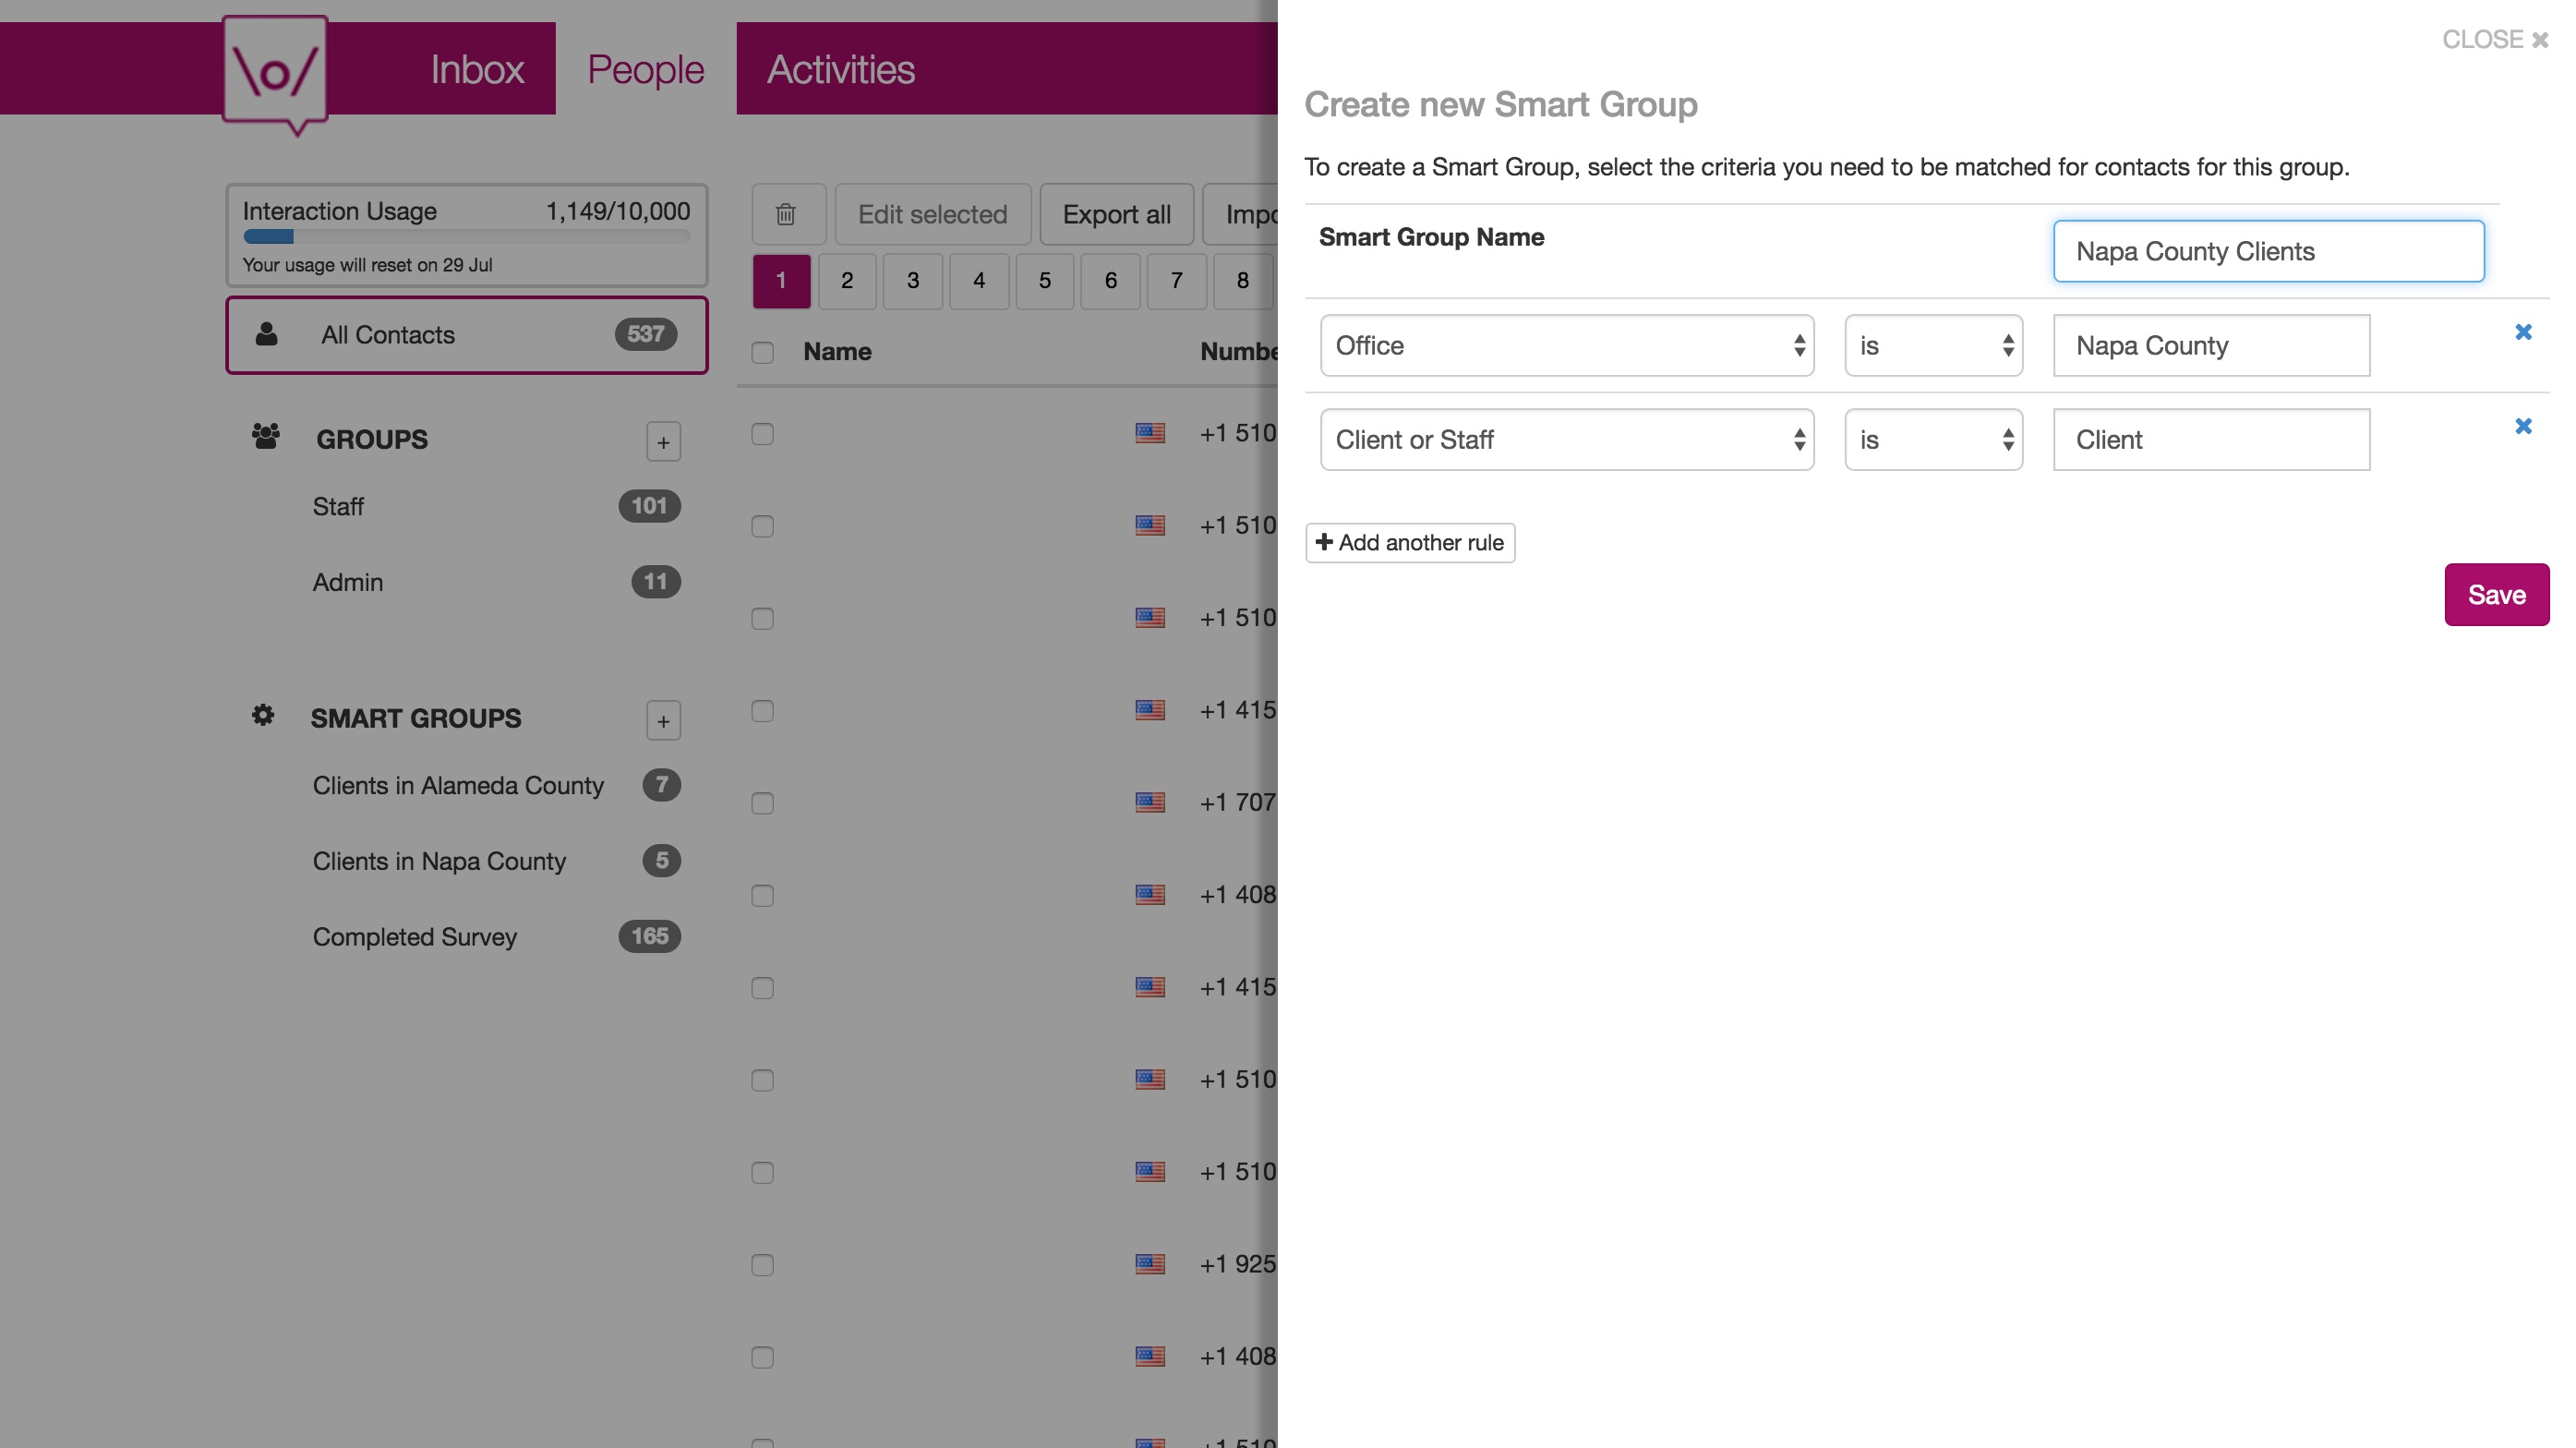 Inbox
People
Activities
Interaction Usage 1,149/10,000
Your usage will reset on 29 Jul
All Contacts 537
GROUPS +
Staff 101
Admin 11
SMART GROUPS +
Clients in Alameda County 7
Clients in Napa County 5
Completed Survey 165
Edit selected Export all
1 2 3 4 5 6 7 8
Name
+1 510
+1 510
+1 510
+1 415
+1 707
+1 408
+1 415
+1 510
+1 510
+1 925
+1 408
+1 510
CLOSE
Create new Smart Group
To create a Smart Group, select the criteria you need to be matched for contacts for this group.
Smart Group Name Napa County Clients
Office is Napa County
Client or Staff is Client
+ Add another rule
Save